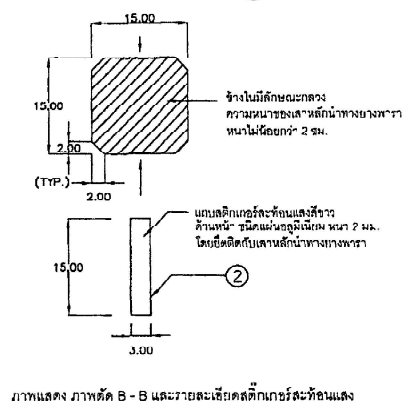 15.00
15.00
ข้างในมีลักษณะกลวง
ความหนาของเสาหลักนำทางยางพารา
หนาไม่น้อยกว่า 2 ซม.
2.00
(TYP.)
2.00
แถบสติกเกอร์สะท้อนแสงสีขาว
ด้านหน้า ชนิดแผ่นอลูมิเนียม หนา 2 มม.
โดยยึดติดกับเสาหลักนำทางยางพารา
15.00
2
3.00
ภาพแสดง ภาพตัด B - B และรายละเอียดสติ๊กเกอร์สะท้อนแสง